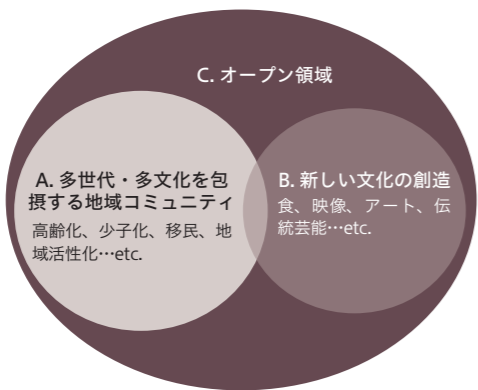 C. オープン領域
A. 多世代・多文化を包
摂する地域コミュニティ
高齢化、少子化、移民、地
域活性化…etc.
B. 新しい文化の創造
食、映像、アート、伝
統芸能…etc.